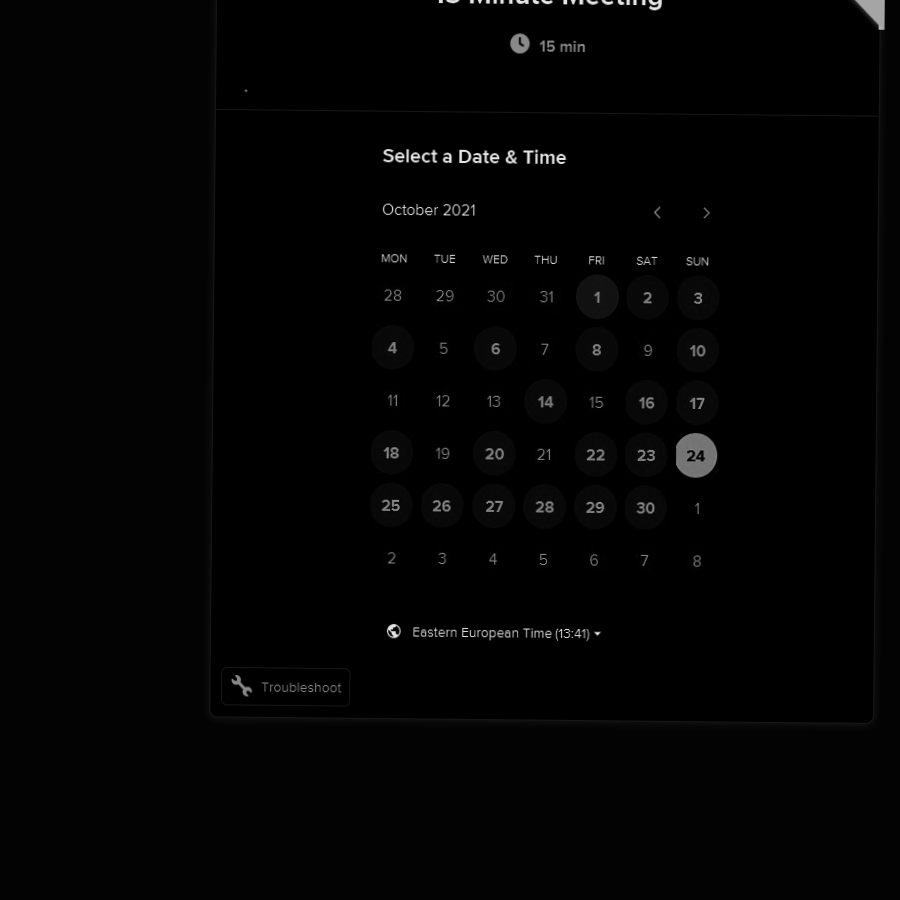 15 Minute Meeting
15 min
Select a Date & Time
October 2021
MON TUE WED THU FRI SAT SUN
28 29 30 31 1 2 3
4 5 6 7 8 9 10
11 12 13 14 15 16 17
18 19 20 21 22 23 24
25 26 27 28 29 30 1
2 3 4 5 6 7 8
Eastern European Time (13:41)
Troubleshoot